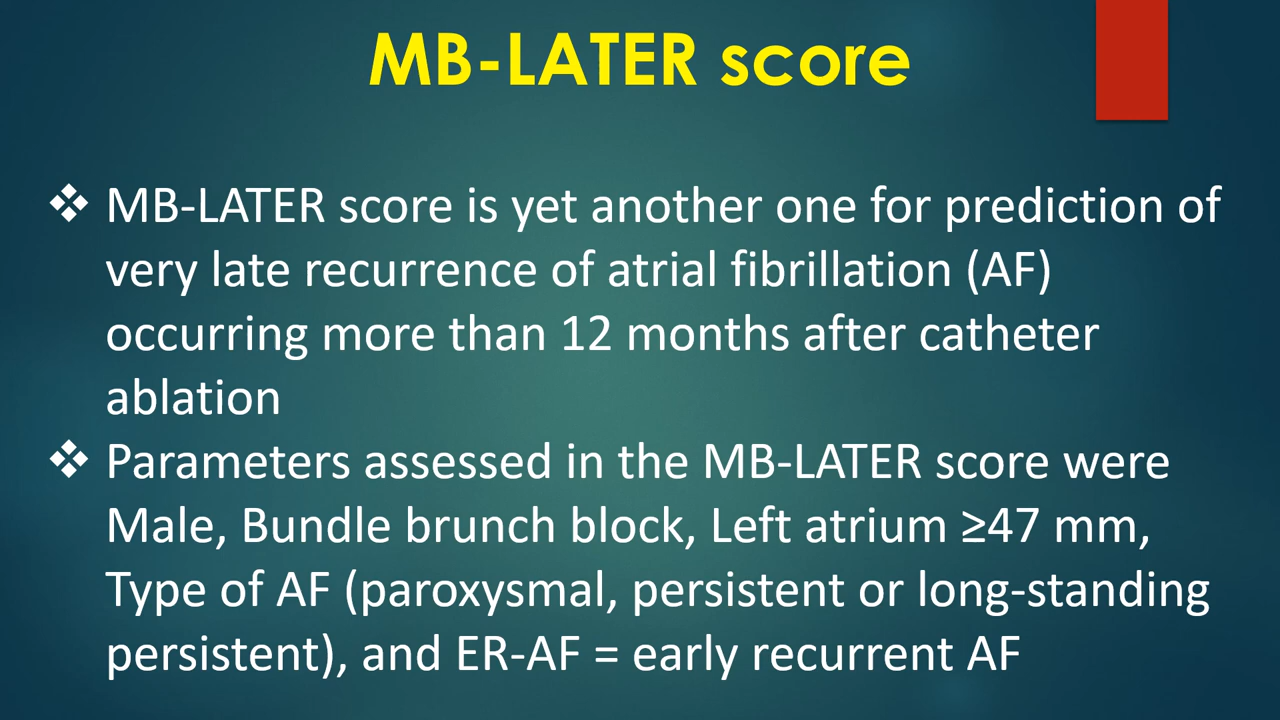 MB-LATER score
❖ MB-LATER score is yet another one for prediction of
very late recurrence of atrial fibrillation (AF)
occurring more than 12 months after catheter
ablation
❖ Parameters assessed in the MB-LATER score were
Male, Bundle brunch block, Left atrium ≥47 mm,
Type of AF (paroxysmal, persistent or long-standing
persistent), and ER-AF = early recurrent AF